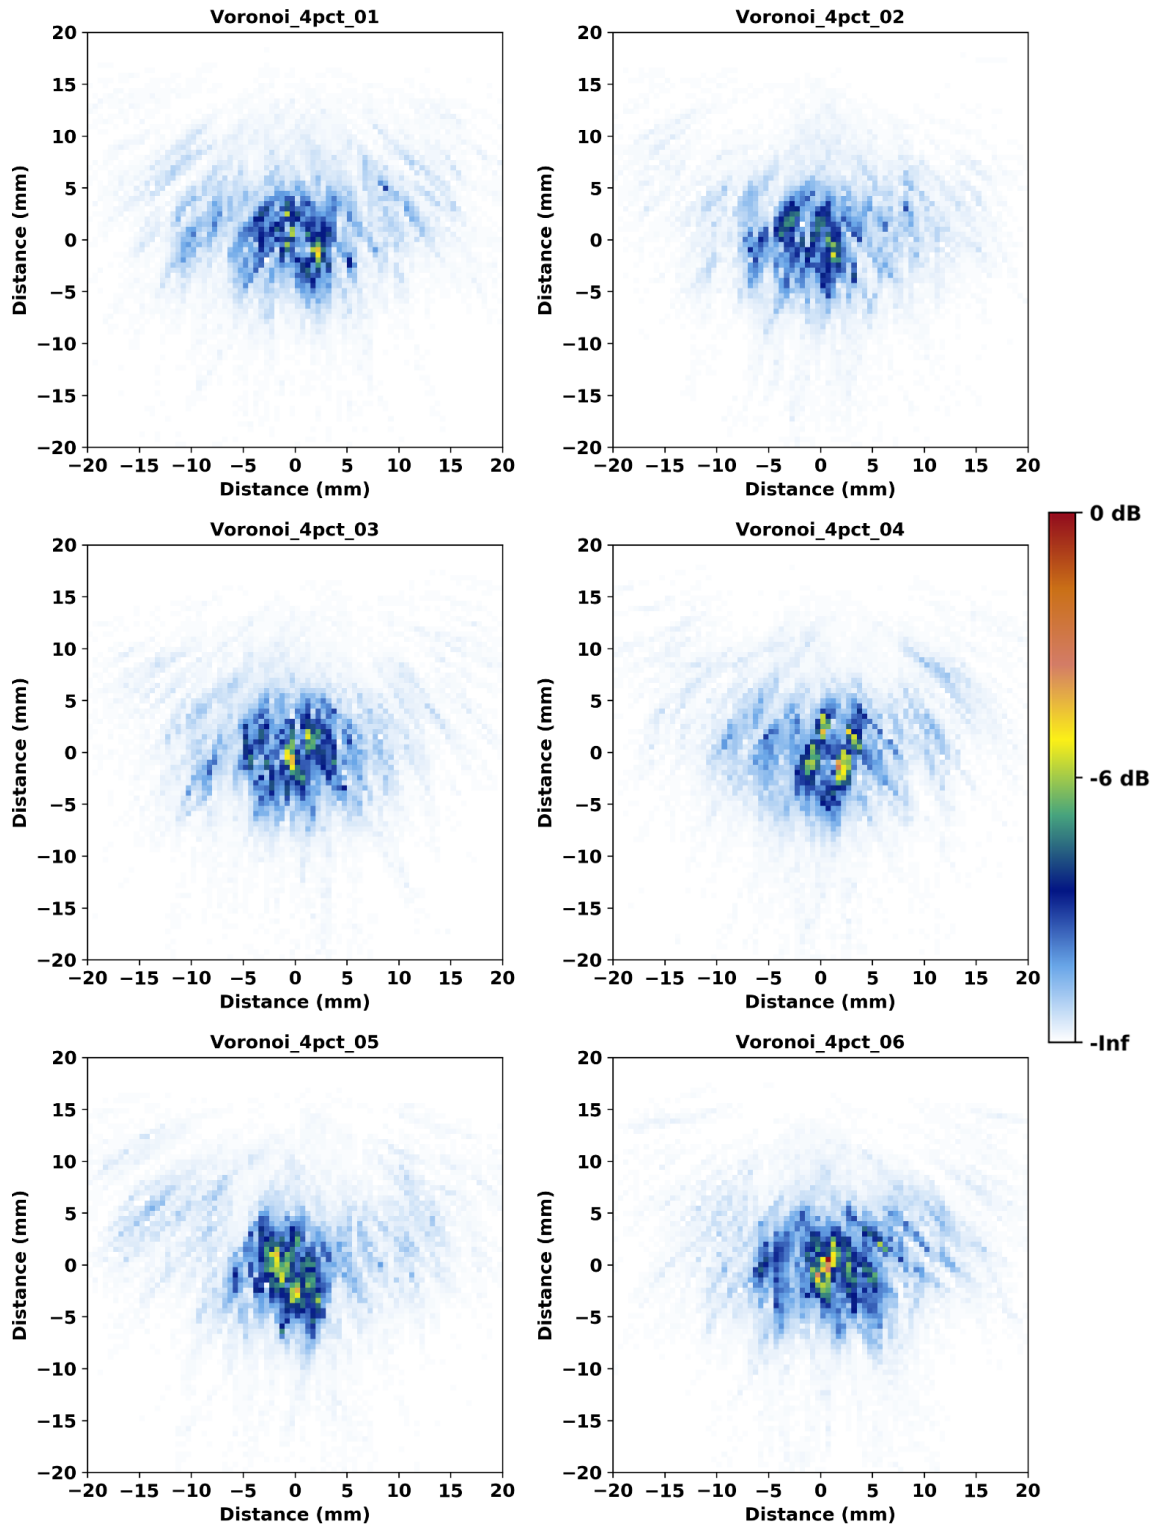 Voronoi_4pct_01
Voronoi_4pct_02
20
15
10
5
0
−5
−10
−15
−20
Distance (mm)
−20 −15 −10 −5 0 5 10 15 20
Distance (mm)
20
15
10
5
0
−5
−10
−15
−20
Distance (mm)
−20 −15 −10 −5 0 5 10 15 20
Distance (mm)
Voronoi_4pct_03
Voronoi_4pct_04
20
15
10
5
0
−5
−10
−15
−20
Distance (mm)
−20 −15 −10 −5 0 5 10 15 20
Distance (mm)
20
15
10
5
0
−5
−10
−15
−20
Distance (mm)
−20 −15 −10 −5 0 5 10 15 20
Distance (mm)
0 dB
-6 dB
-Inf
Voronoi_4pct_05
Voronoi_4pct_06
20
15
10
5
0
−5
−10
−15
−20
Distance (mm)
−20 −15 −10 −5 0 5 10 15 20
Distance (mm)
20
15
10
5
0
−5
−10
−15
−20
Distance (mm)
−20 −15 −10 −5 0 5 10 15 20
Distance (mm)